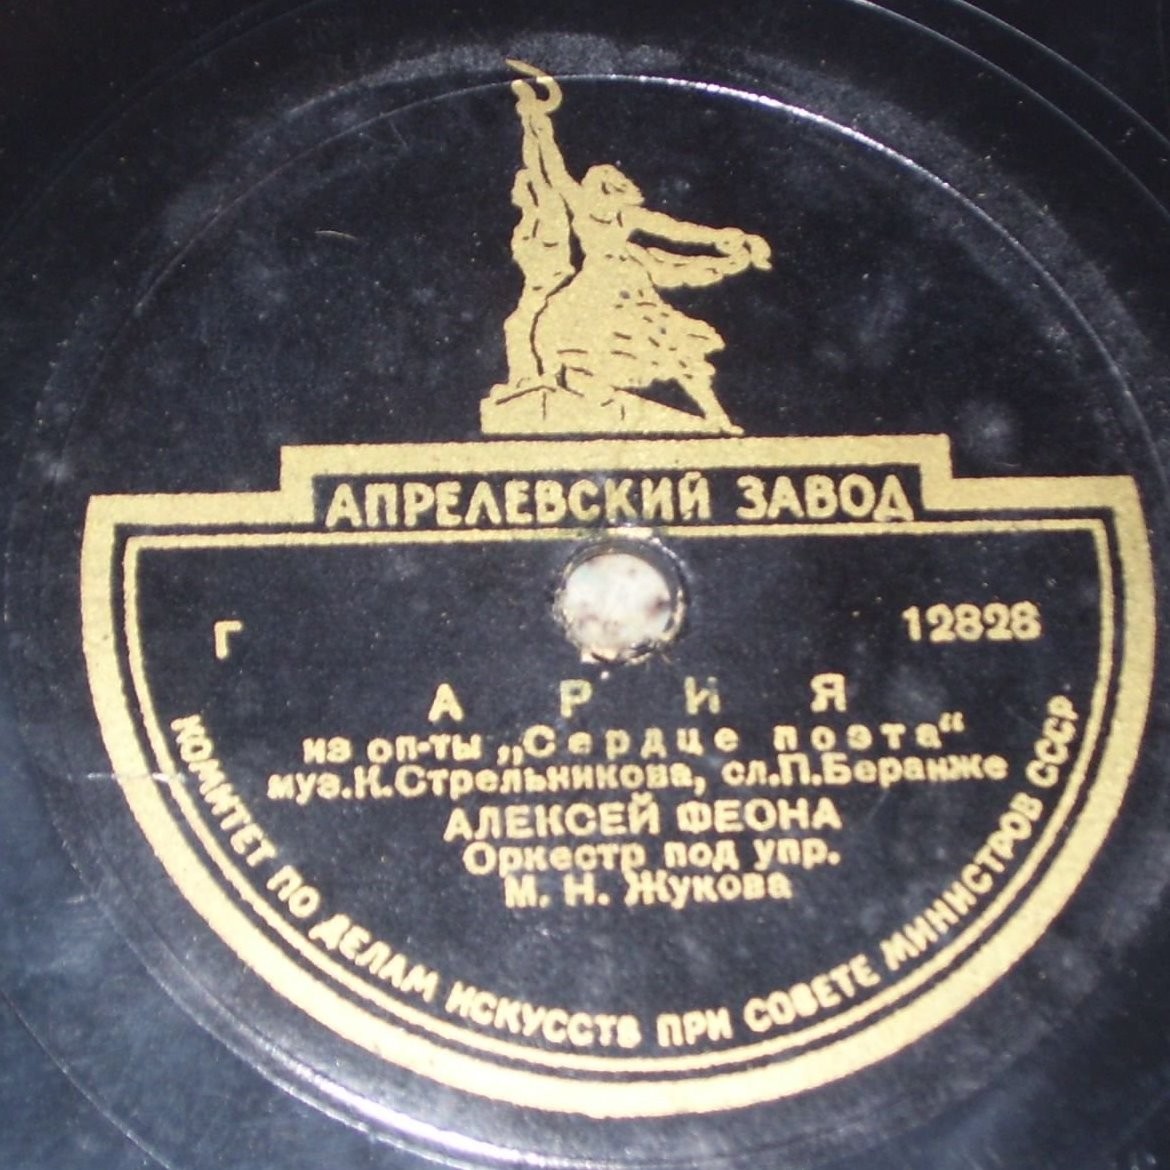 АПРЕЛЕВСКИЙ ЗАВОД
Г 12828
АРИЯ
из оп-ты „Сердце поэта“
муз.К.Стрельникова, сл.П.Беранже
АЛЕКСЕЙ ФЕОНА
Оркестр под упр.
М. Н. Жукова
КОМИТЕТ ПО ДЕЛАМ ИСКУССТВ ПРИ СОВЕТЕ МИНИСТРОВ СССР